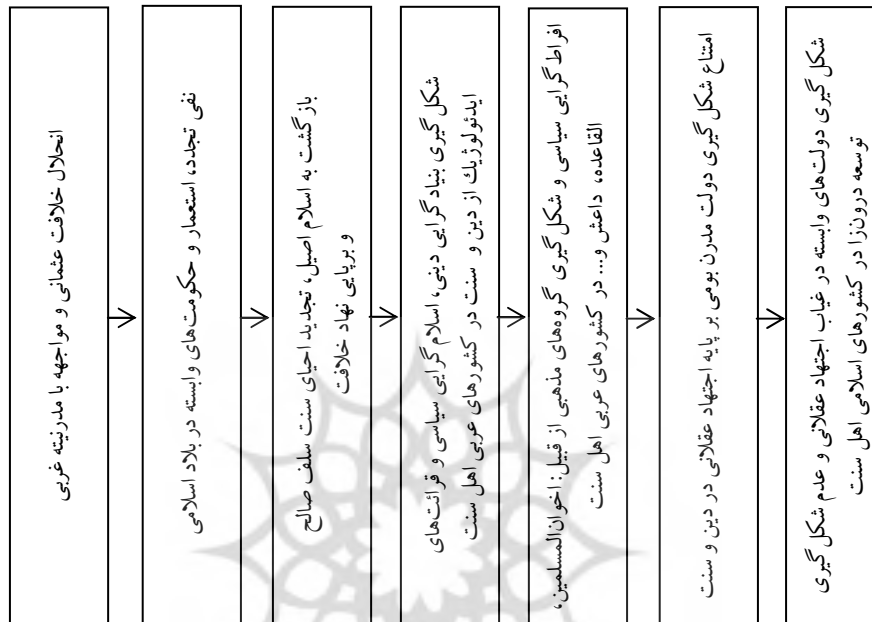 انحلال خلافت عثمانی و مواجهه با مدرنیته غربی
نفی تجدد، استعمار و حکومت‌های وابسته در بلاد اسلامی
بازگشت به اسلام اصیل، تجدید احیای سنت سلف صالح
و برپایی نهاد خلافت
شکل گیری بنیادگرایی دینی، اسلام گرایی سیاسی و قرائت‌های
ایدئولوژیك از دین و سنت در کشورهای عربی اهل سنت
افراط گرایی سیاسی و شکل گیری گروه‌های مذهبی از قبیل: اخوان‌المسلمین،
القاعده، داعش و... در کشورهای عربی اهل سنت
امتناع شکل گیری دولت مدرن بومی بر پایه اجتهاد عقلانی در دین و سنت
شکل گیری دولت‌های وابسته در غیاب اجتهاد عقلانی و عدم شکل گیری
توسعه درون‌زا در کشورهای اسلامی اهل سنت